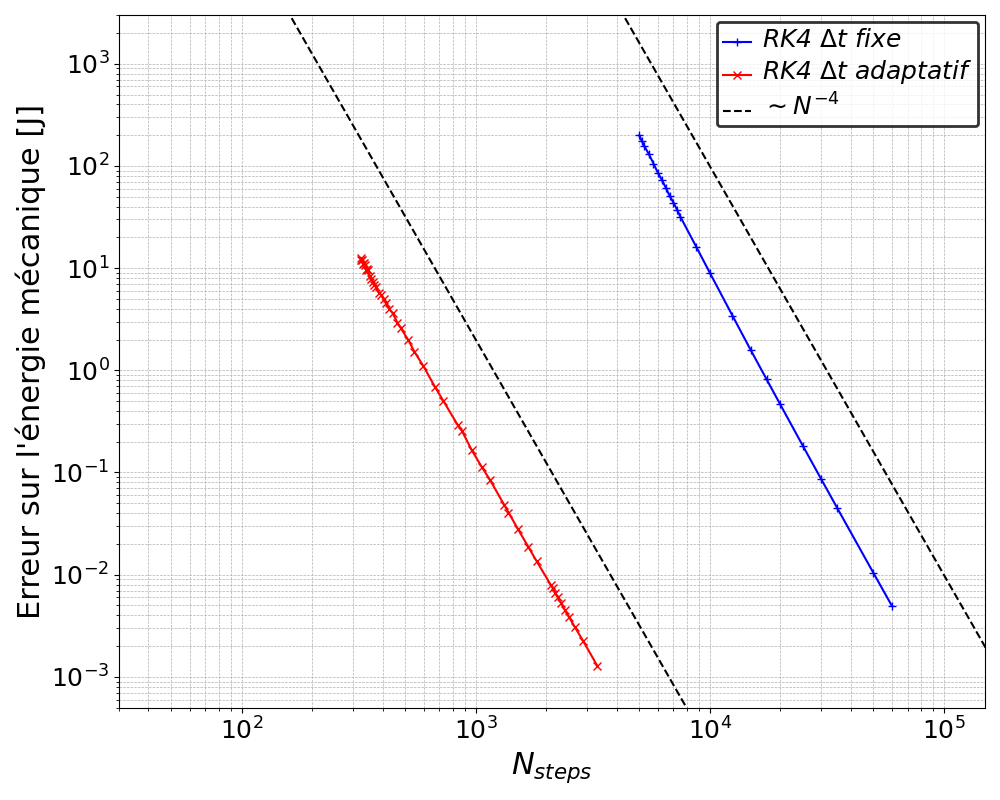 RK4 Δt fixe
RK4 Δt adaptatif
~ N⁻⁴
10³
10²
10¹
10⁰
10⁻¹
10⁻²
10⁻³
Erreur sur l'énergie mécanique [J]
10² 10³ 10⁴ 10⁵
N_steps